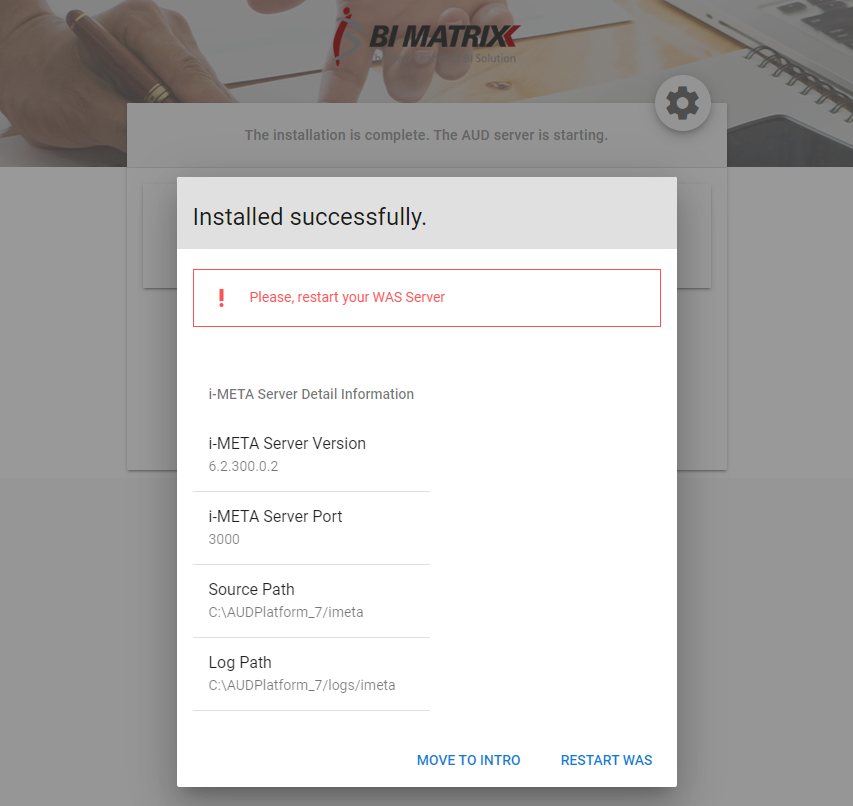 BI MATRIX
BI Solution
The installation is complete. The AUD server is starting.
Installed successfully.
Please, restart your WAS Server
i-META Server Detail Information
i-META Server Version
6.2.300.0.2
i-META Server Port
3000
Source Path
C:\AUDPlatform_7/imeta
Log Path
C:\AUDPlatform_7/logs/imeta
MOVE TO INTRO
RESTART WAS